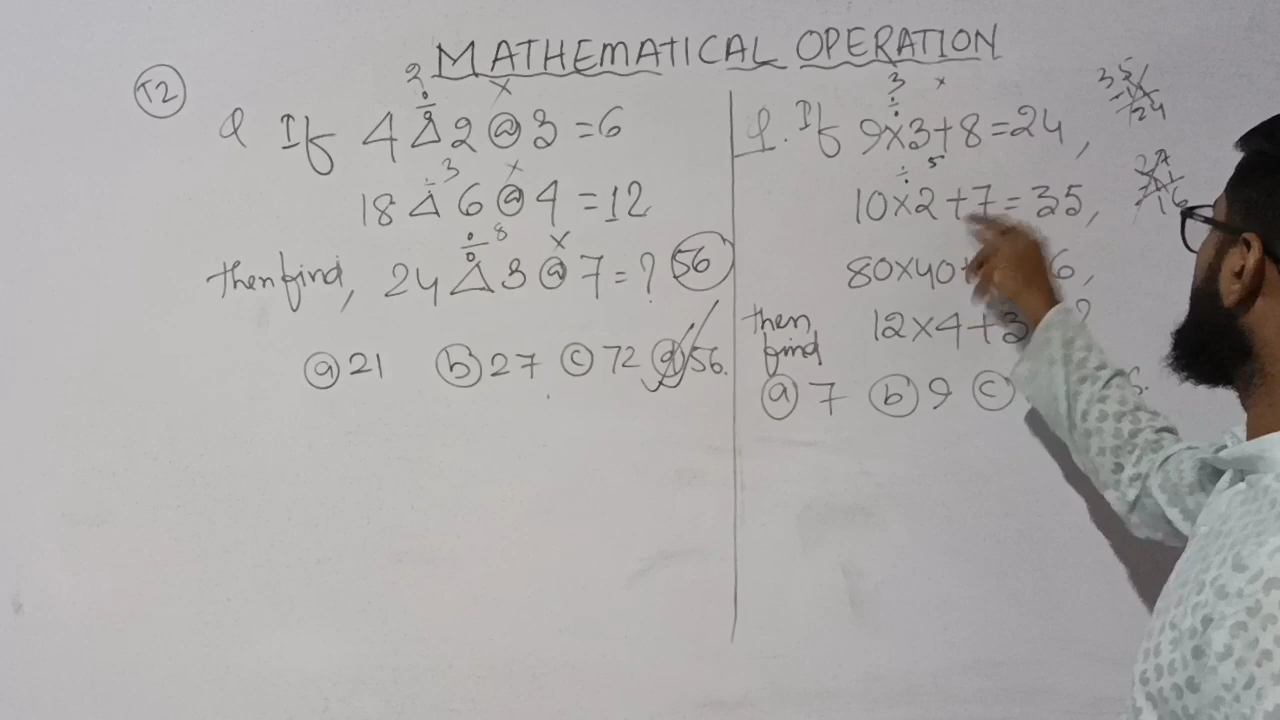 MATHEMATICAL OPERATION
T2
Q If 4 Δ 2 @ 3 = 6
18 Δ 6 @ 4 = 12
then find, 24 Δ 3 @ 7 = ? 56
(a) 21 (b) 27 (c) 72 (d) 56.
Q. If 9×3+8=24,
10×2+7=35,
80×40+ 6,
then find 12×4+3 ?
(a) 7 (b) 9 (c)